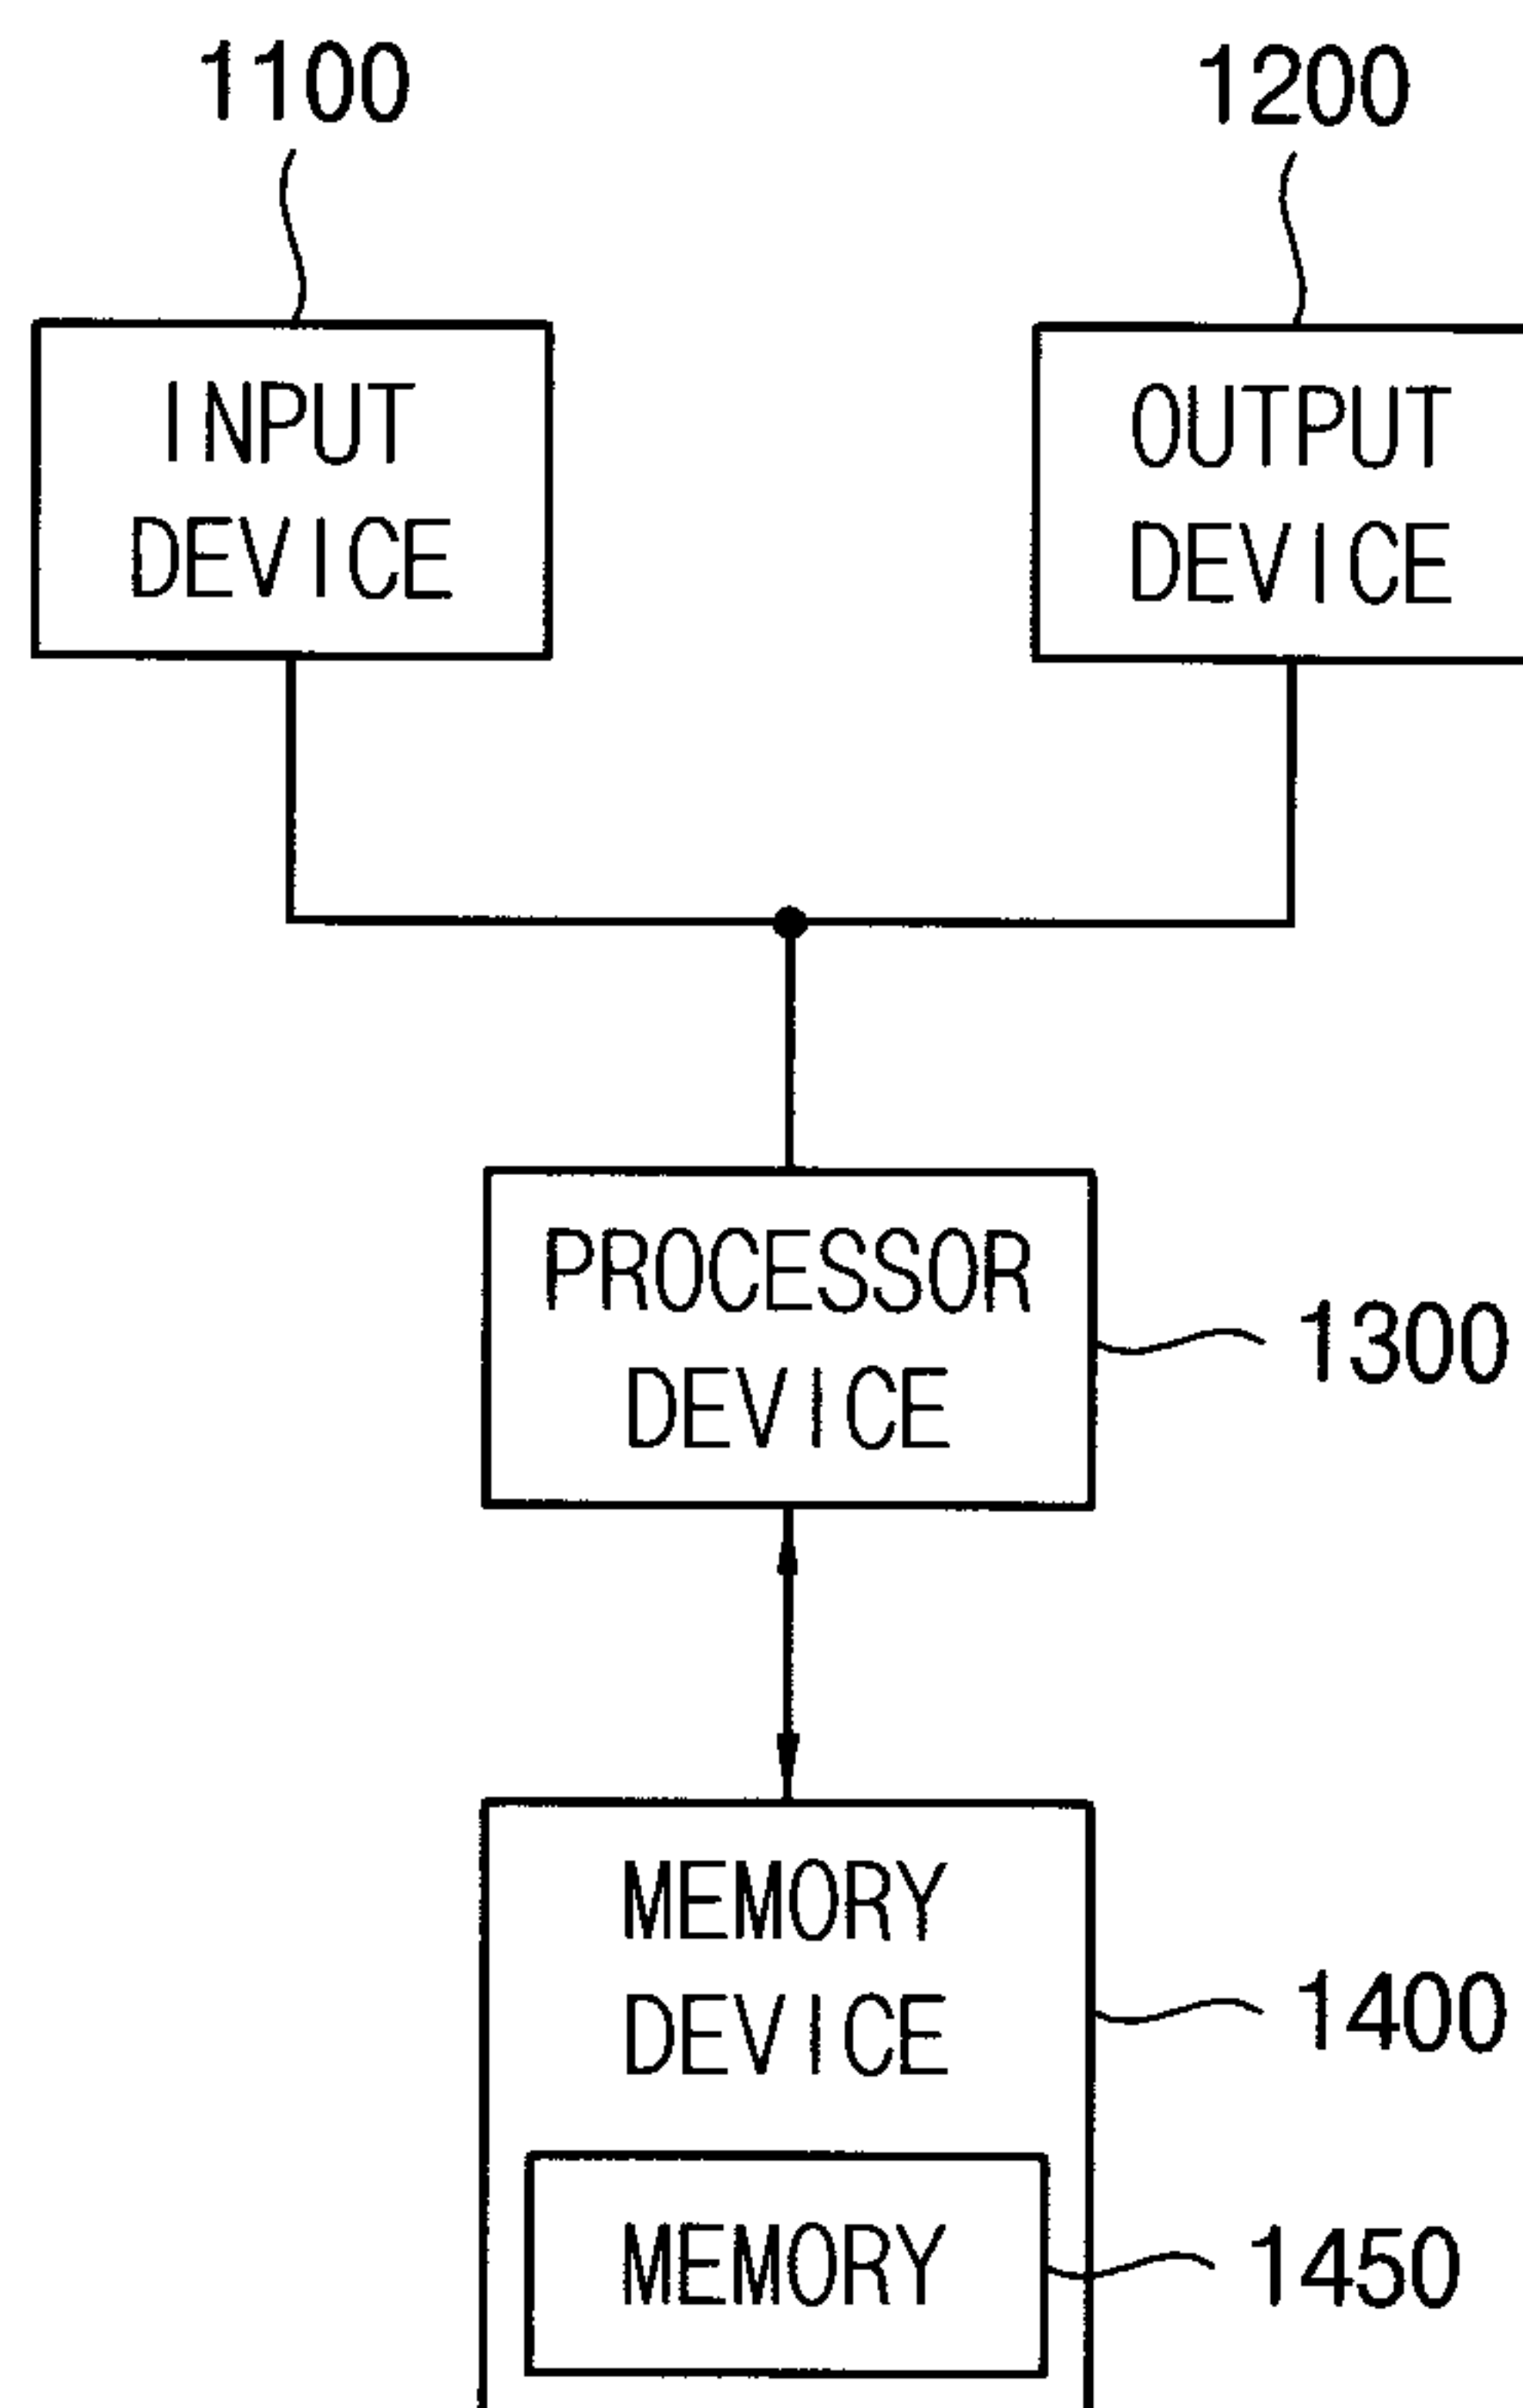 1100
1200
INPUT
DEVICE
OUTPUT
DEVICE
PROCESSOR
DEVICE
1300
MEMORY
DEVICE
1400
MEMORY
1450